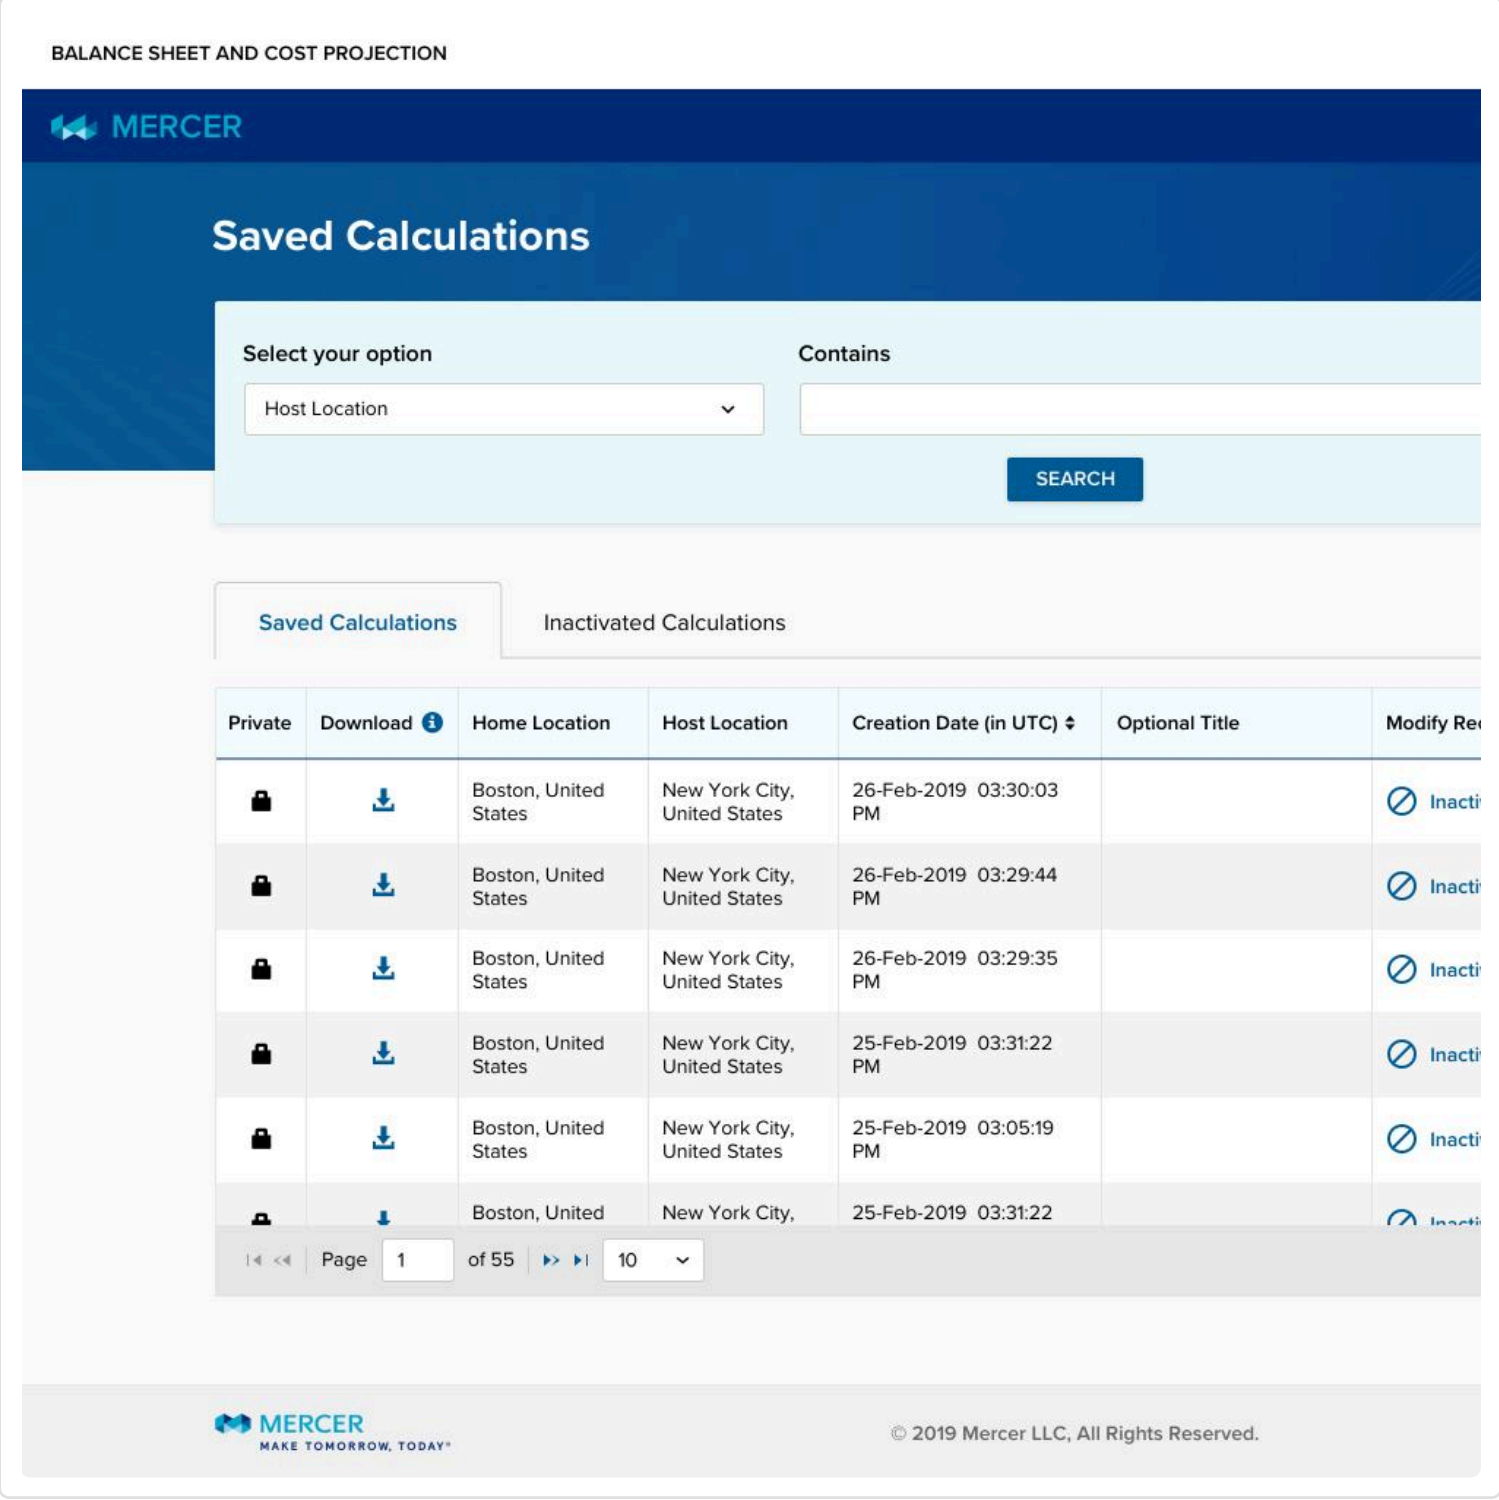 BALANCE SHEET AND COST PROJECTION
MERCER
Saved Calculations
Select your option
Contains
Host Location
SEARCH
Saved Calculations
Inactivated Calculations
Private Download Home Location Host Location Creation Date (in UTC) Optional Title Modify
Boston, United New York City, 26-Feb-2019 03:30:03
States United States PM
Boston, United New York City, 26-Feb-2019 03:29:44
States United States PM
Boston, United New York City, 26-Feb-2019 03:29:35
States United States PM
Boston, United New York City, 25-Feb-2019 03:31:22
States United States PM
Boston, United New York City, 25-Feb-2019 03:05:19
States United States PM
Boston, United New York City, 25-Feb-2019 03:31:22
Page 1 of 55 10
MERCER
MAKE TOMORROW, TODAY
© 2019 Mercer LLC, All Rights Reserved.